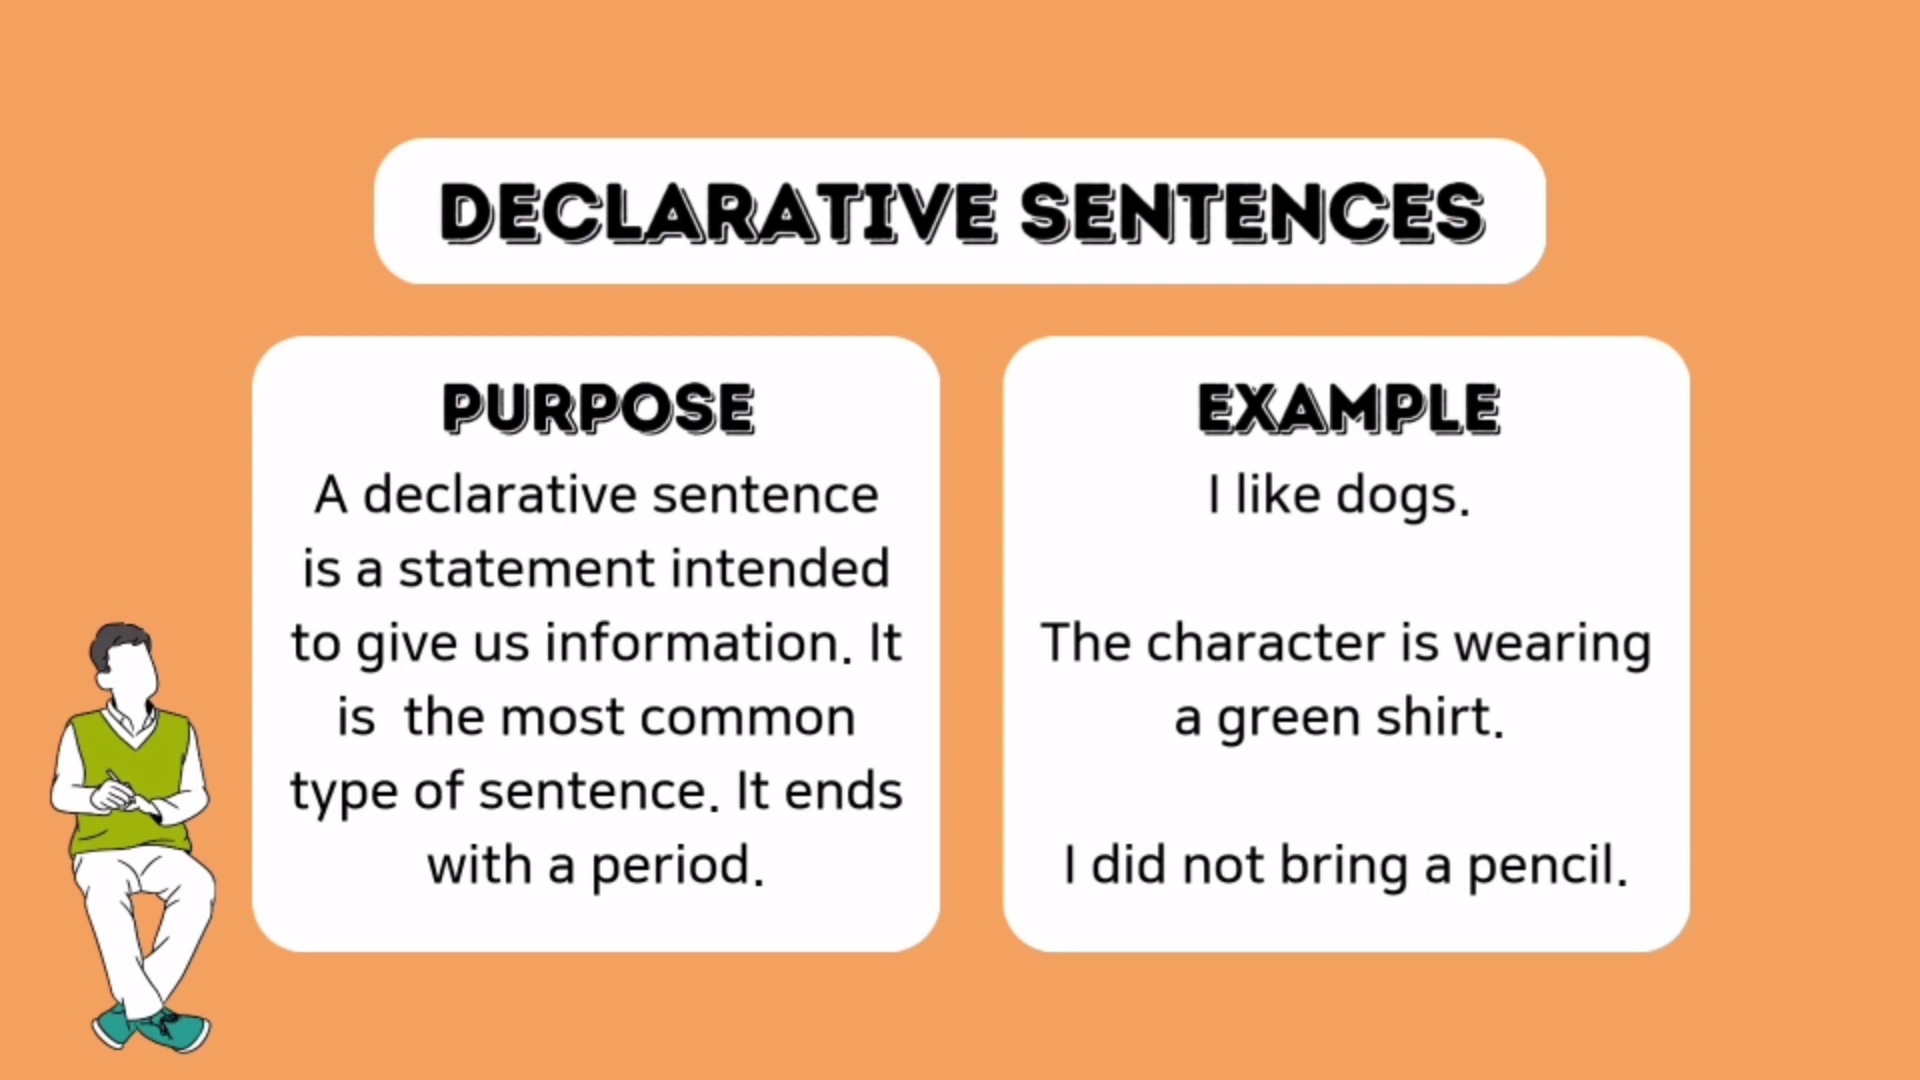 DECLARATIVE SENTENCES
PURPOSE
A declarative sentence
is a statement intended
to give us information. It
is  the most common
type of sentence. It ends
with a period.
EXAMPLE
I like dogs.
The character is wearing
a green shirt.
I did not bring a pencil.